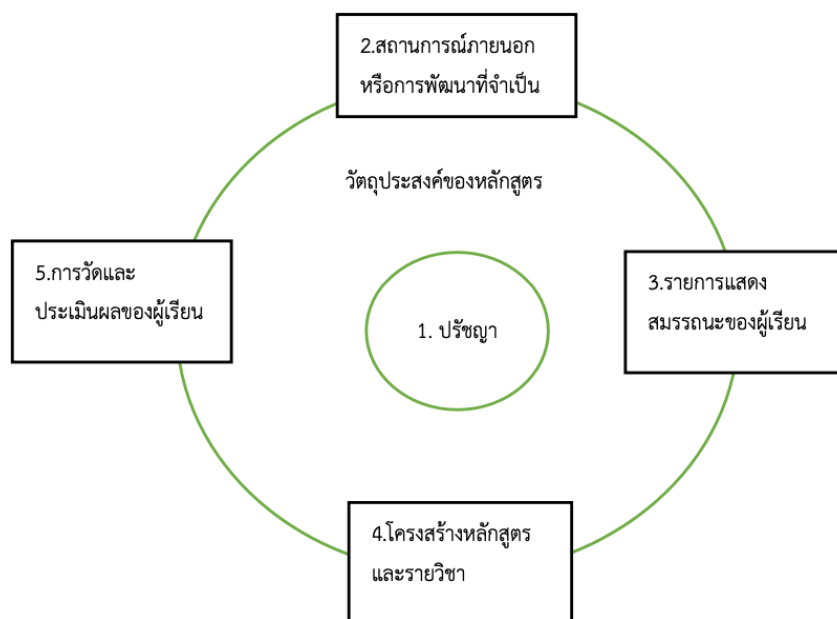 2.สถานการณ์ภายนอก
หรือการพัฒนาที่จำเป็น
วัตถุประสงค์ของหลักสูตร
5.การวัดและ
ประเมินผลของผู้เรียน
3.รายการแสดง
สมรรถนะของผู้เรียน
1. ปรัชญา
4.โครงสร้างหลักสูตร
และรายวิชา